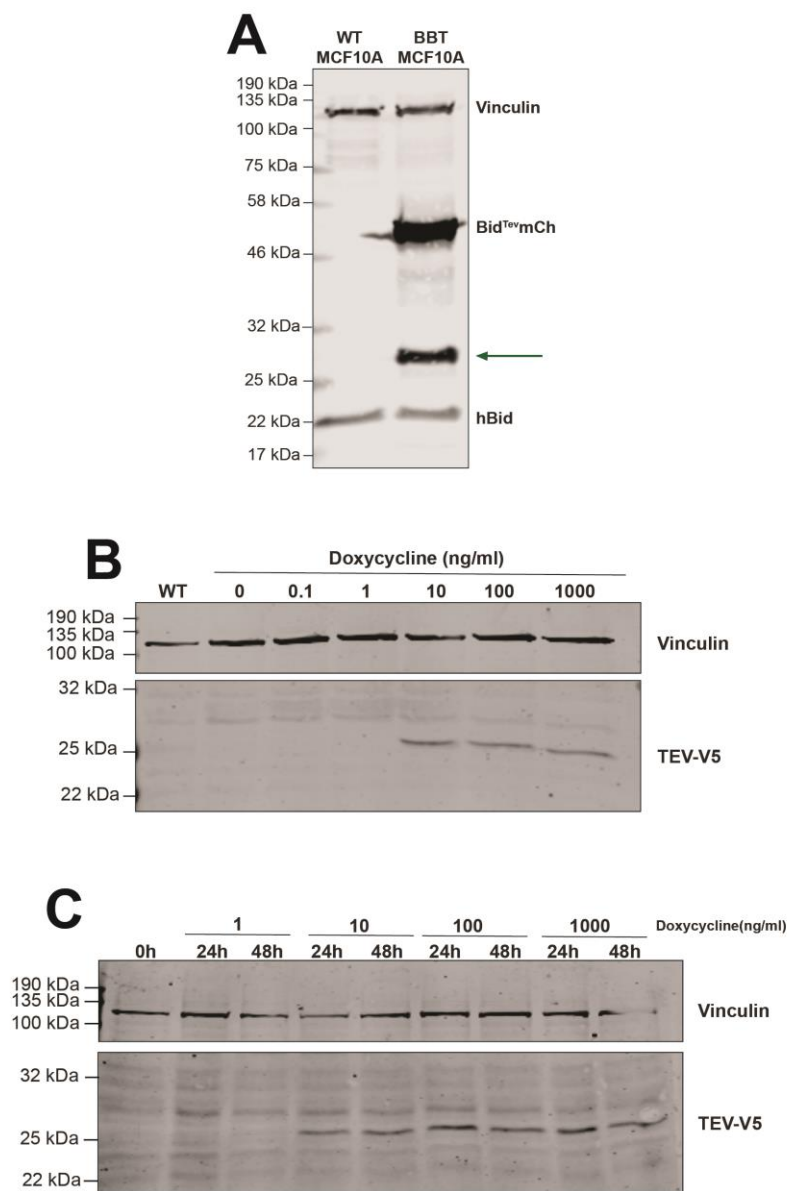 A
WT MCF10A
BBT MCF10A
190 kDa
135 kDa
Vinculin
100 kDa
75 kDa
58 kDa
BidTevmCh
46 kDa
32 kDa
25 kDa
22 kDa
hBid
17 kDa
B
Doxycycline (ng/ml)
WT 0 0.1 1 10 100 1000
190 kDa
135 kDa
100 kDa
Vinculin
32 kDa
25 kDa
TEV-V5
22 kDa
C
1 10 100 1000 Doxycycline(ng/ml)
0h 24h 48h 24h 48h 24h 48h 24h 48h
190 kDa
135 kDa
100 kDa
Vinculin
32 kDa
25 kDa
TEV-V5
22 kDa